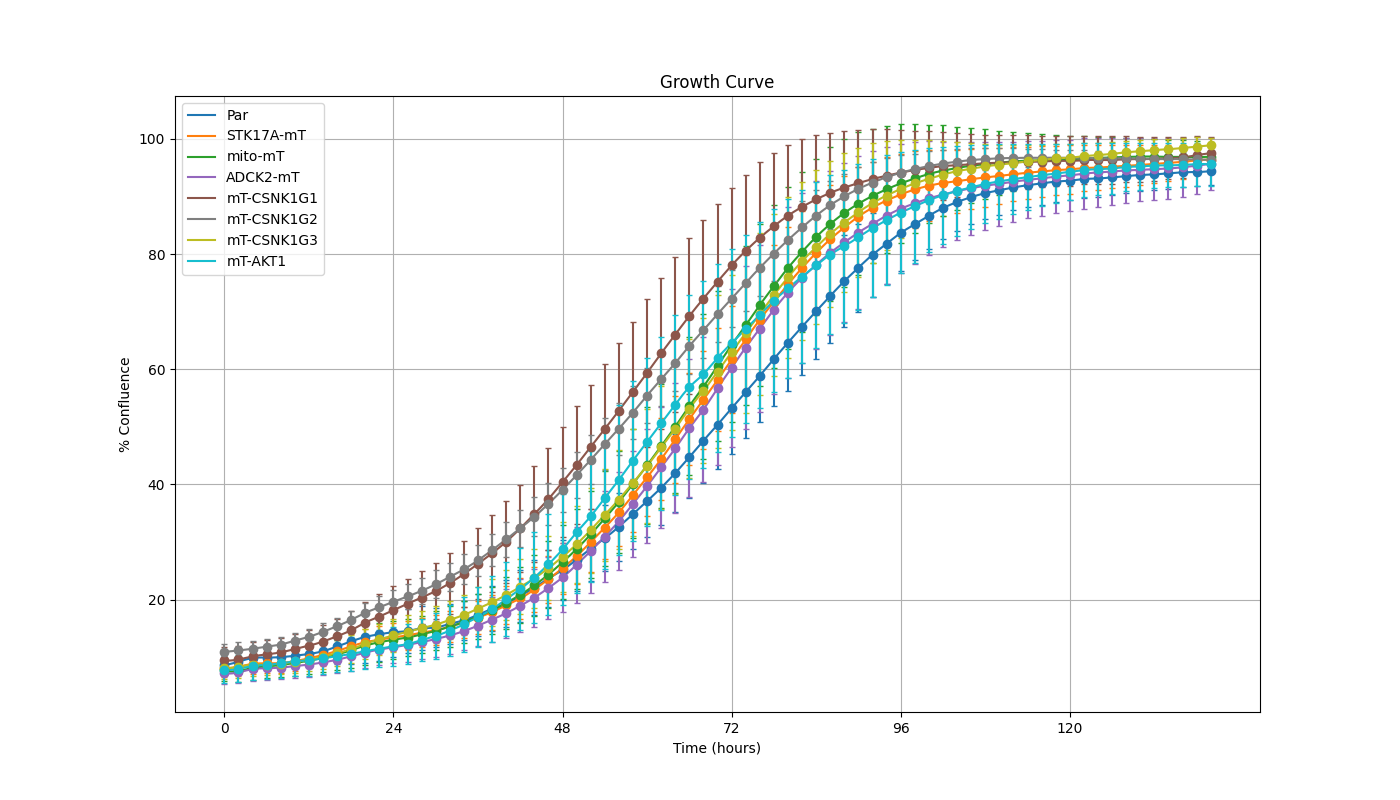 Growth Curve
Par
STK17A-mT
mito-mT
ADCK2-mT
mT-CSNK1G1
mT-CSNK1G2
mT-CSNK1G3
mT-AKT1
% Confluence
100
80
60
40
20
0 24 48 72 96 120
Time (hours)